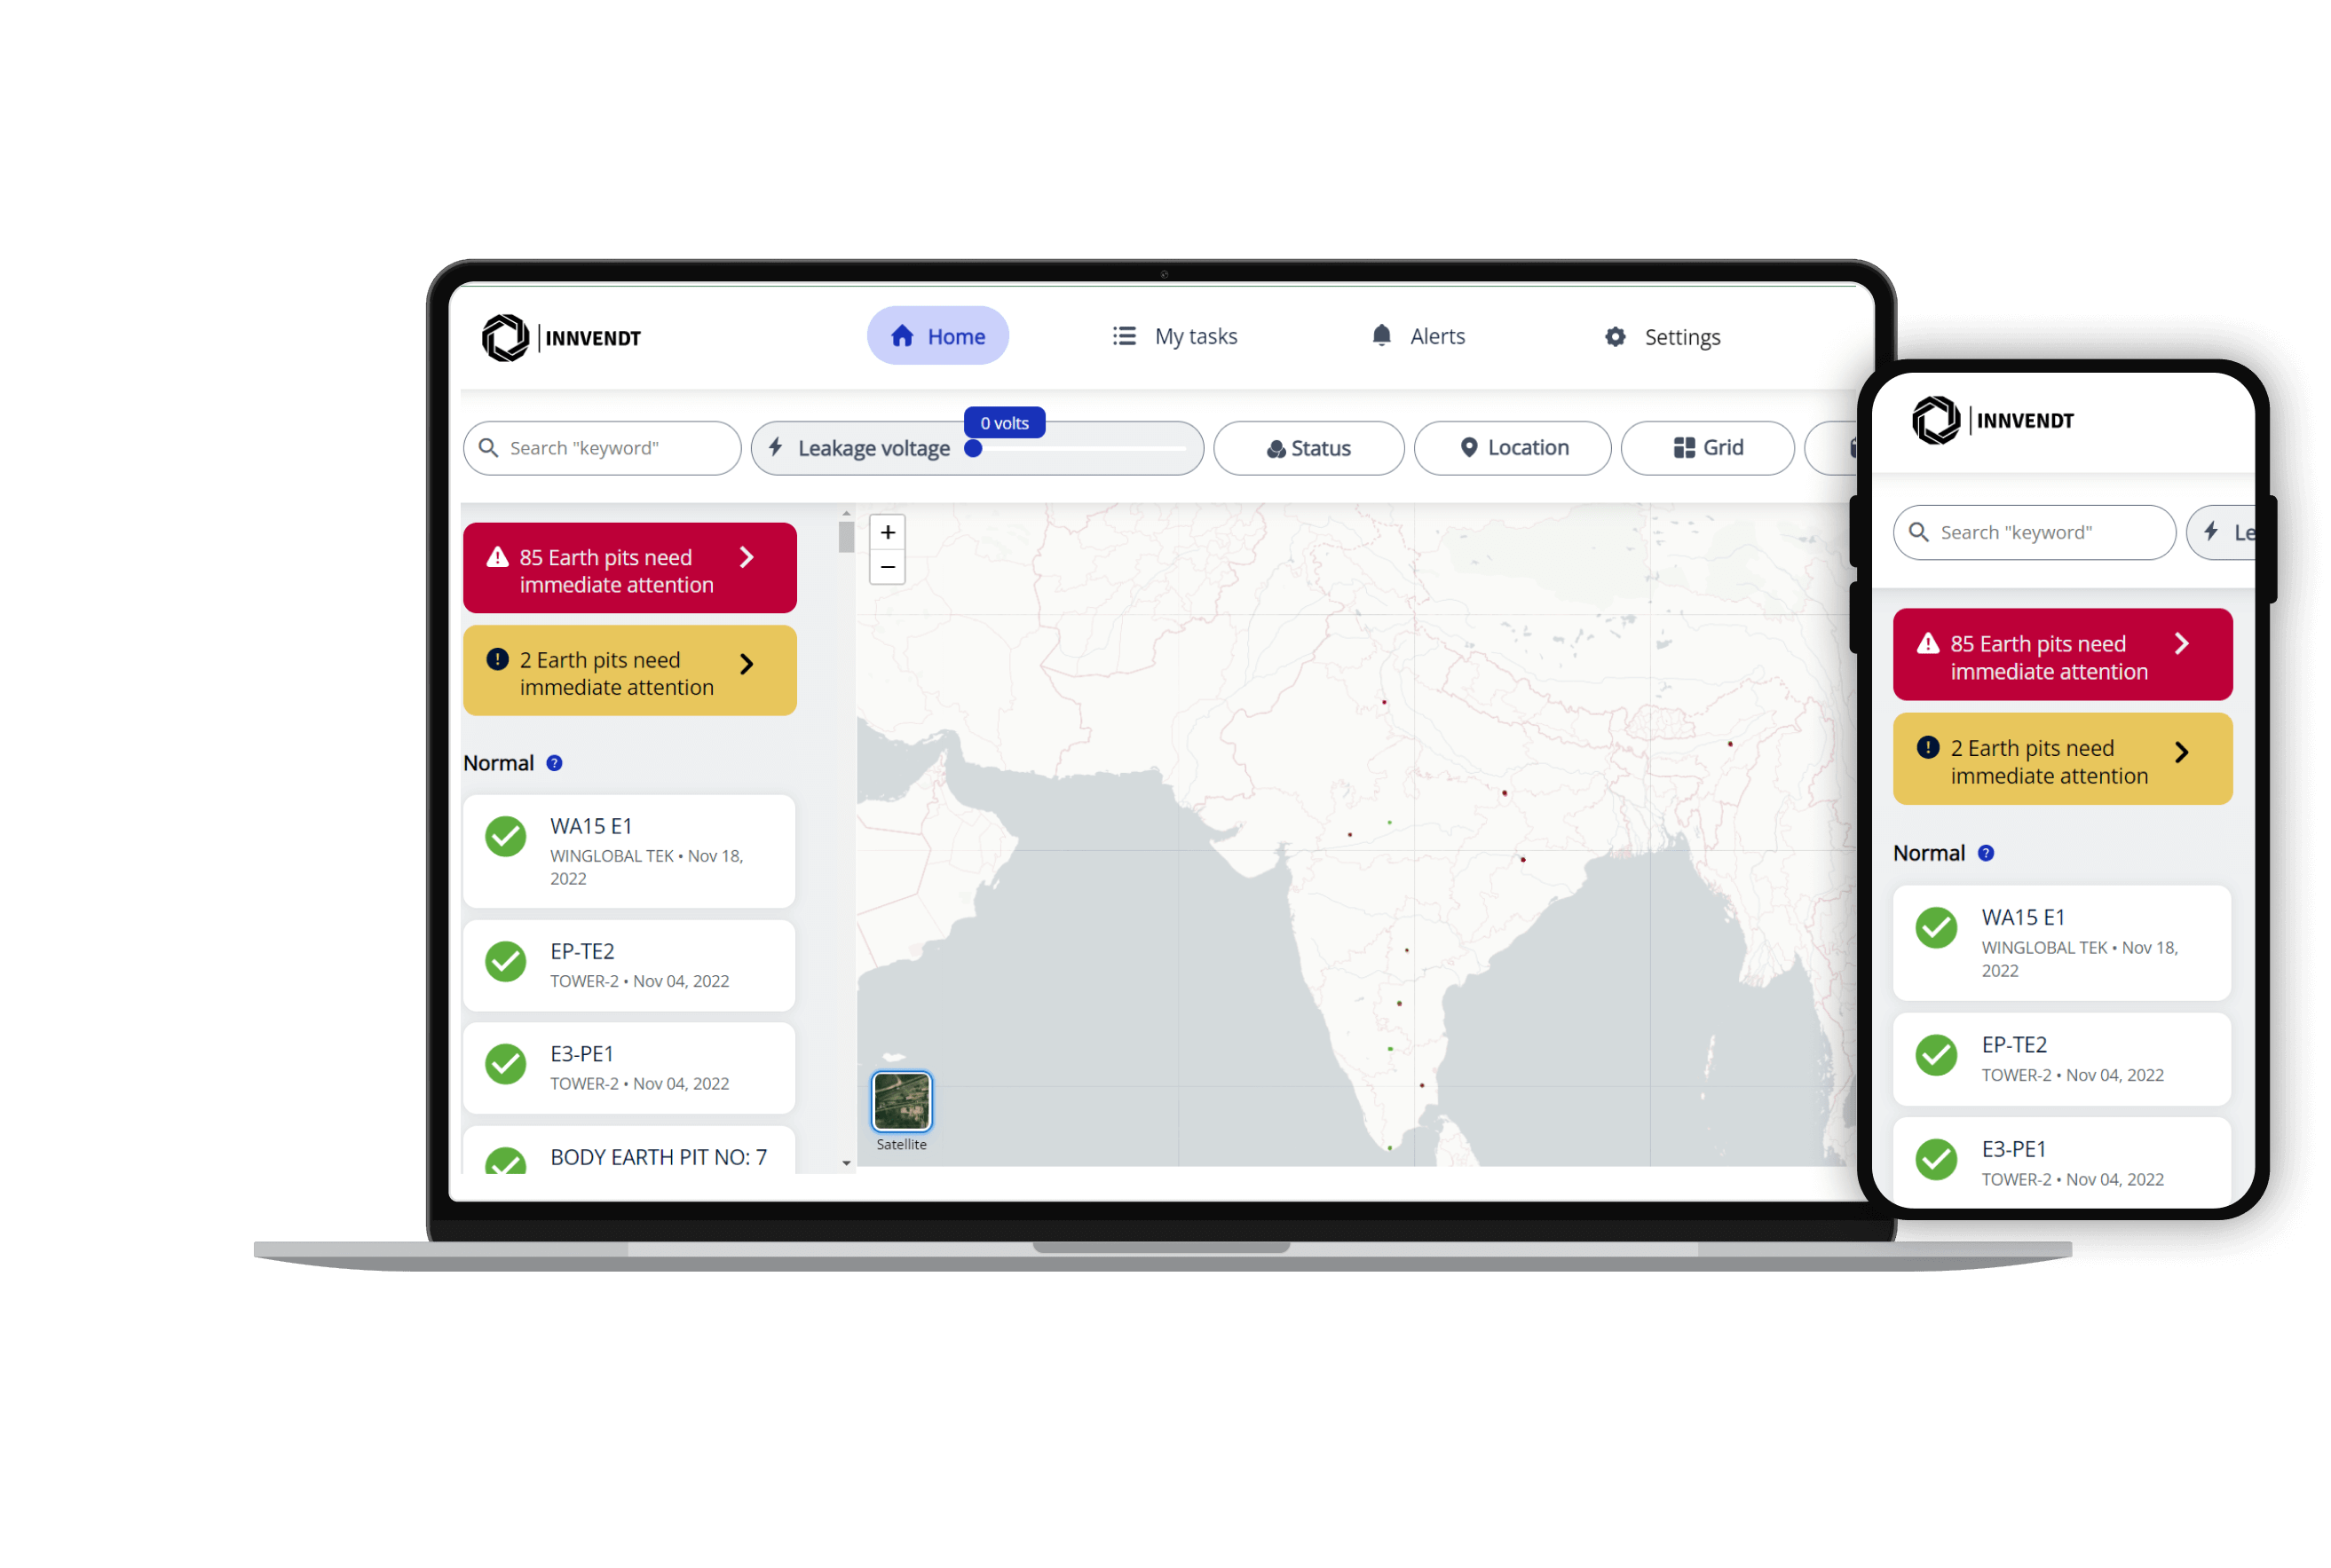 INNVENDT
Home
My tasks
Alerts
Settings
Search "keyword"
Leakage voltage
0 volts
Status
Location
Grid
85 Earth pits need
immediate attention
2 Earth pits need
immediate attention
Normal
WA15 E1
WINGLOBAL TEK • Nov 18,
2022
EP-TE2
TOWER-2 • Nov 04, 2022
E3-PE1
TOWER-2 • Nov 04, 2022
BODY EARTH PIT NO: 7
Satellite
INNVENDT
Search "keyword"
Le
85 Earth pits need
immediate attention
2 Earth pits need
immediate attention
Normal
WA15 E1
WINGLOBAL TEK • Nov 18,
2022
EP-TE2
TOWER-2 • Nov 04, 2022
E3-PE1
TOWER-2 • Nov 04, 2022